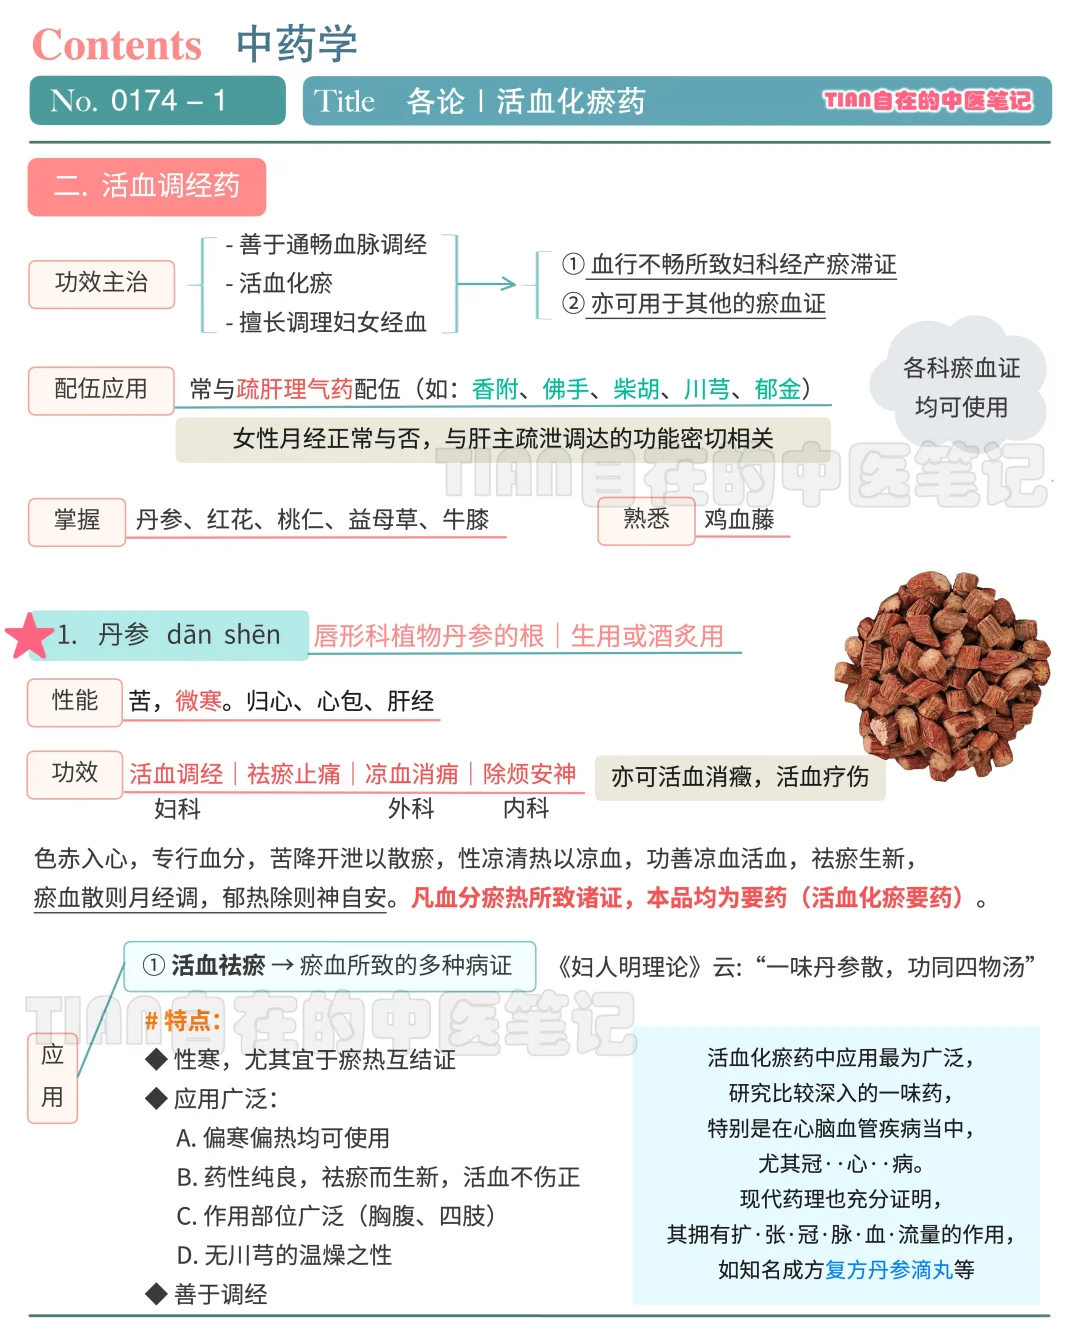 Contents 中药学
No. 0174 – 1 Title 各论 | 活血化瘀药 TIAN自在的中医笔记
二. 活血调经药
功效主治
- 善于通畅血脉调经
- 活血化瘀
- 擅长调理妇女经血
① 血行不畅所致妇科经产瘀滞证
② 亦可用于其他的瘀血证
各科瘀血证
均可使用
配伍应用 常与疏肝理气药配伍（如：香附、佛手、柴胡、川芎、郁金）
女性月经正常与否，与肝主疏泄调达的功能密切相关
TIAN自在的中医笔记
掌握 丹参、红花、桃仁、益母草、牛膝 熟悉 鸡血藤
1. 丹参 dān shēn 唇形科植物丹参的根｜生用或酒炙用
性能 苦，微寒。归心、心包、肝经
功效 活血调经｜祛瘀止痛｜凉血消痈｜除烦安神 亦可活血消癥，活血疗伤
妇科 外科 内科
色赤入心，专行血分，苦降开泄以散瘀，性凉清热以凉血，功善凉血活血，祛瘀生新，
瘀血散则月经调，郁热除则神自安。凡血分瘀热所致诸证，本品均为要药（活血化瘀要药）。
应用
① 活血祛瘀 → 瘀血所致的多种病证 《妇人明理论》云：“一味丹参散，功同四物汤”
TIAN自在的中医笔记
# 特点：
◆ 性寒，尤其宜于瘀热互结证
◆ 应用广泛：
A. 偏寒偏热均可使用
B. 药性纯良，祛瘀而生新，活血不伤正
C. 作用部位广泛（胸腹、四肢）
D. 无川芎的温燥之性
◆ 善于调经
活血化瘀药中应用最为广泛，
研究比较深入的一味药，
特别是在心脑血管疾病当中，
尤其冠··心··病。
现代药理也充分证明，
其拥有扩·张·冠·脉·血·流量的作用，
如知名成方复方丹参滴丸等